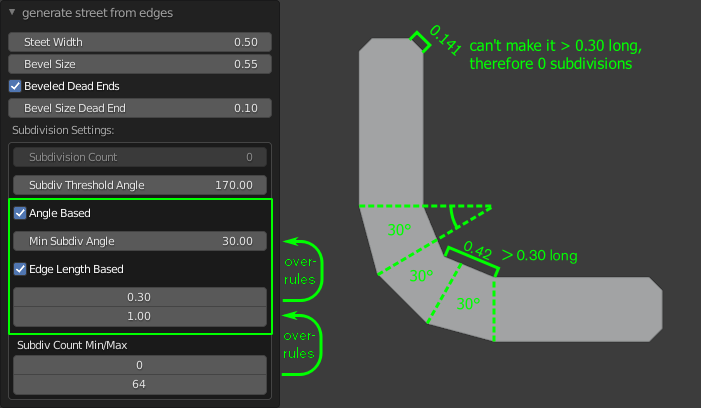 generate street from edges
Steet Width 0.50
Bevel Size 0.55
Beveled Dead Ends
Bevel Size Dead End 0.10
Subdivision Settings:
Subdivision Count 0
Subdiv Threshold Angle 170.00
Angle Based
Min Subdiv Angle 30.00
Edge Length Based
0.30
1.00
Subdiv Count Min/Max
0
64
over-
rules
over-
rules
0.141
can't make it > 0.30 long,
therefore 0 subdivisions
30°
30°
30°
0.42 > 0.30 long